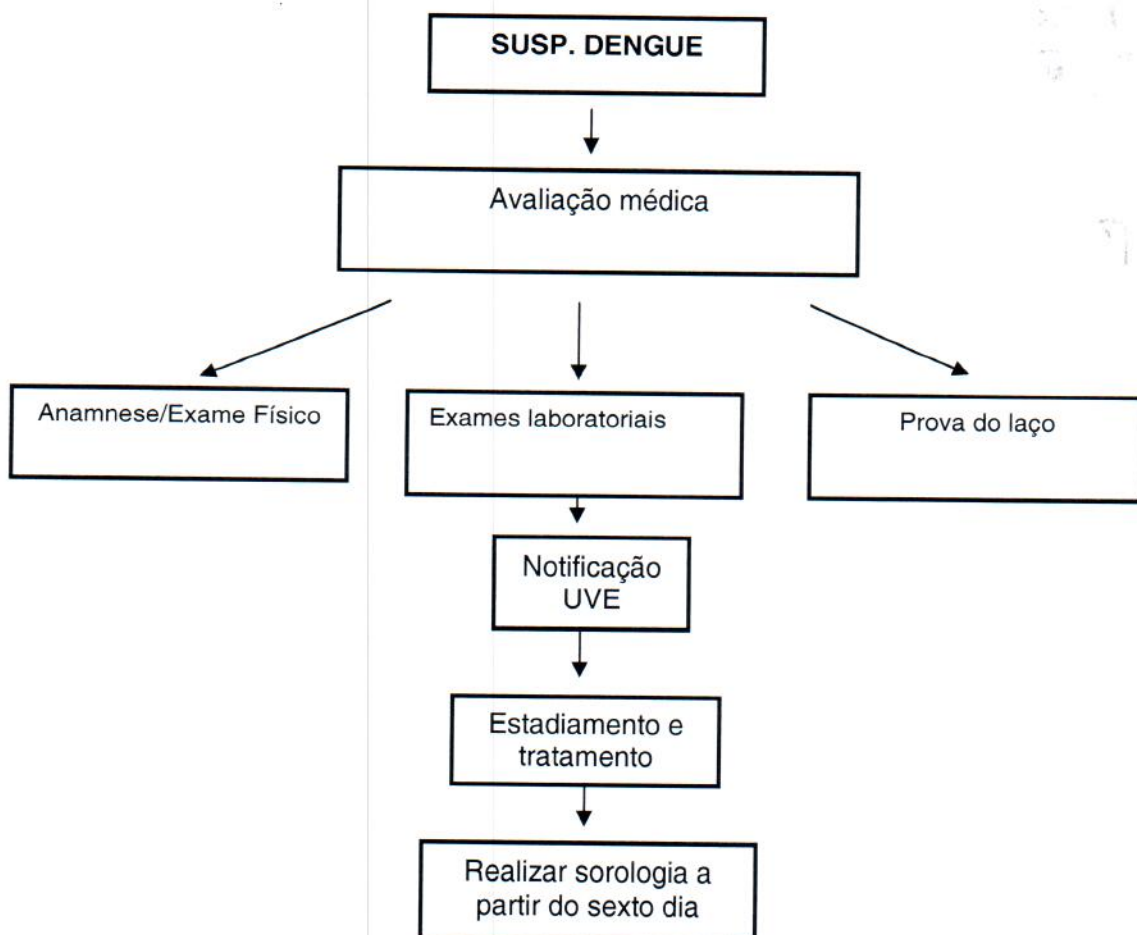 SUSP. DENGUE
Avaliação médica
Anamnese/Exame Físico
Exames laboratoriais
Prova do laço
Notificação
UVE
Estadiamento e
tratamento
Realizar sorologia a
partir do sexto dia